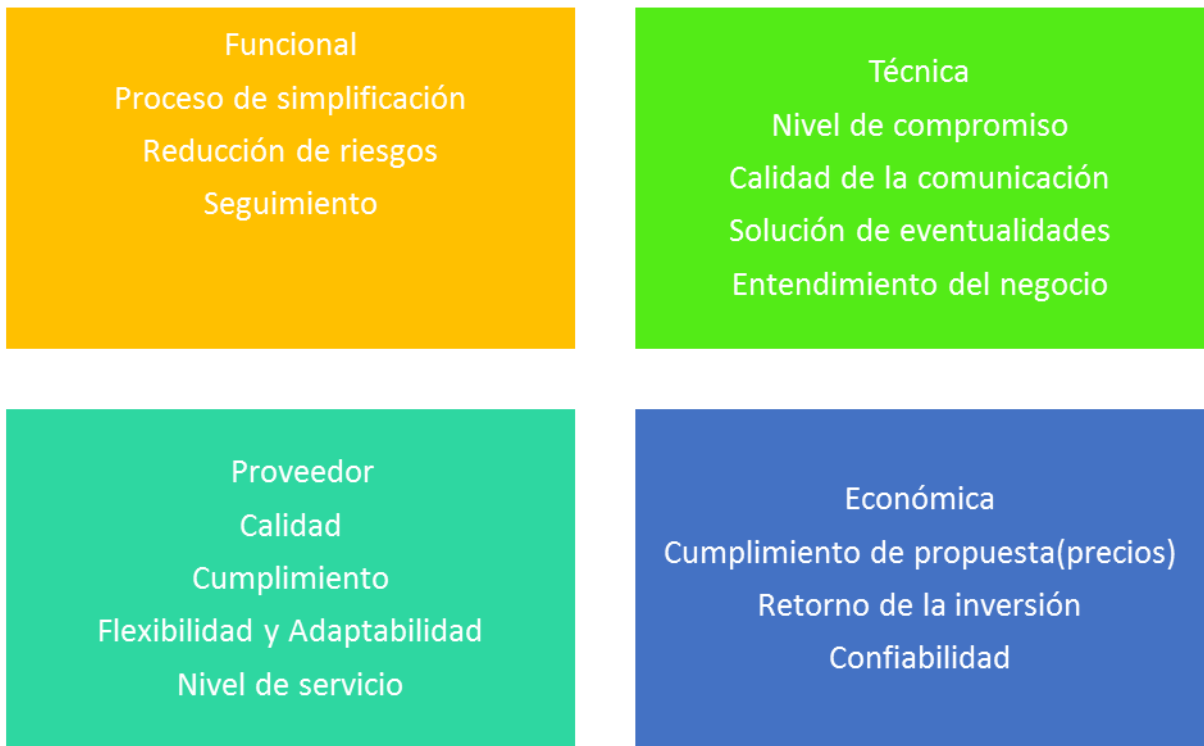 Funcional
Proceso de simplificación
Reducción de riesgos
Seguimiento
Técnica
Nivel de compromiso
Calidad de la comunicación
Solución de eventualidades
Entendimiento del negocio
Proveedor
Calidad
Cumplimiento
Flexibilidad y Adaptabilidad
Nivel de servicio
Económica
Cumplimiento de propuesta(precios)
Retorno de la inversión
Confiabilidad